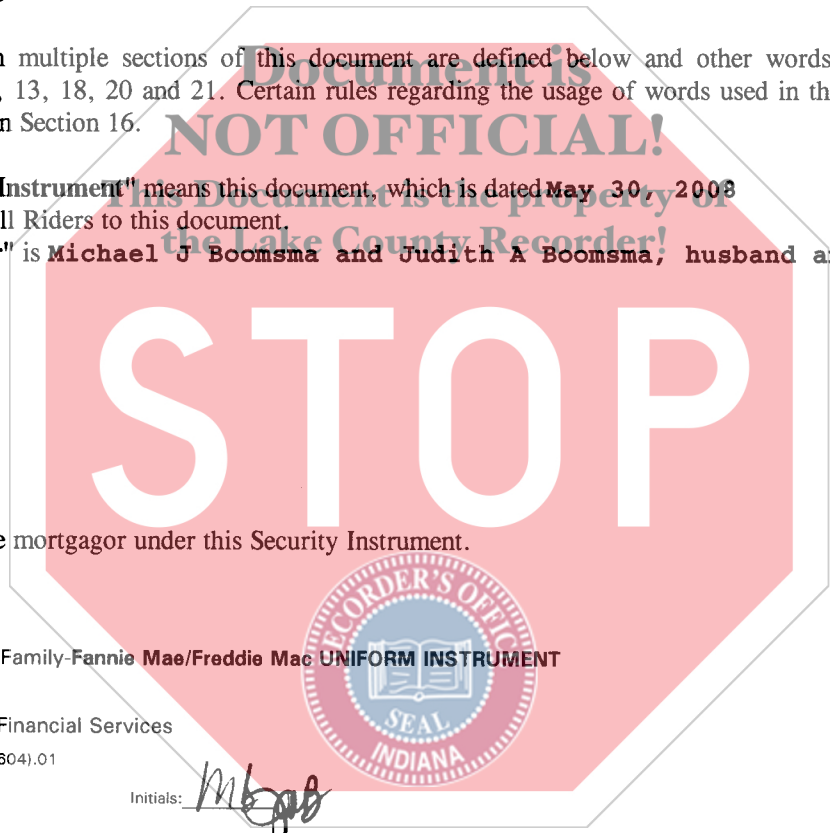 n multiple sections of this document are defined below and other words
, 13, 18, 20 and 21. Certain rules regarding the usage of words used in th
n Section 16.
Document is
NOT OFFICIAL!
This Document is the property of
the Lake County Recorder!
Instrument" means this document, which is dated May 30, 2008
ll Riders to this document.
" is Michael J Boomsma and Judith A Boomsma, husband a
STOP
e mortgagor under this Security Instrument.
RECORDER'S OFFICE
SEAL
INDIANA
Family-Fannie Mae/Freddie Mac UNIFORM INSTRUMENT
Financial Services
604).01
Initials: